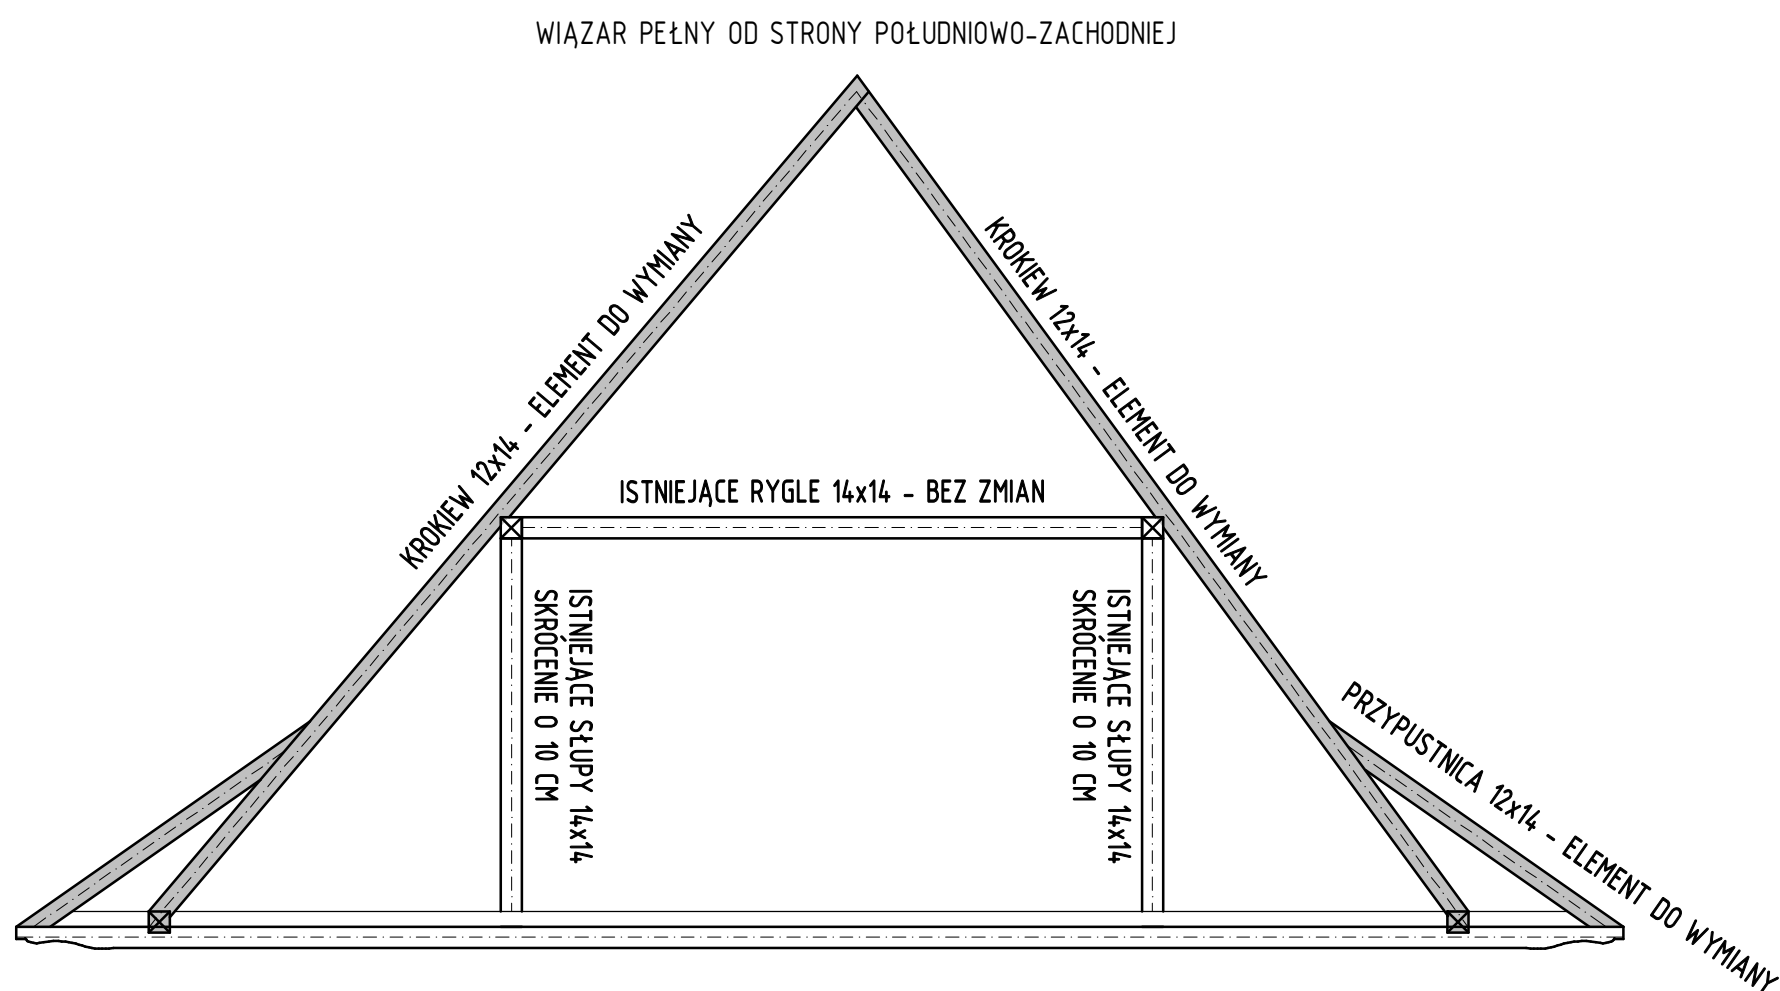 WIĄZAR PEŁNY OD STRONY POŁUDNIOWO-ZACHODNIEJ
KROKIEW 12x14 - ELEMENT DO WYMIANY
KROKIEW 12x14 - ELEMENT DO WYMIANY
ISTNIEJĄCE RYGLE 14x14 - BEZ ZMIAN
ISTNIEJĄCE SŁUPY 14x14
SKRÓCENIE O 10 CM
ISTNIEJĄCE SŁUPY 14x14
SKRÓCENIE O 10 CM
PRZYPUSTNICA 12x14 - ELEMENT DO WYMIANY